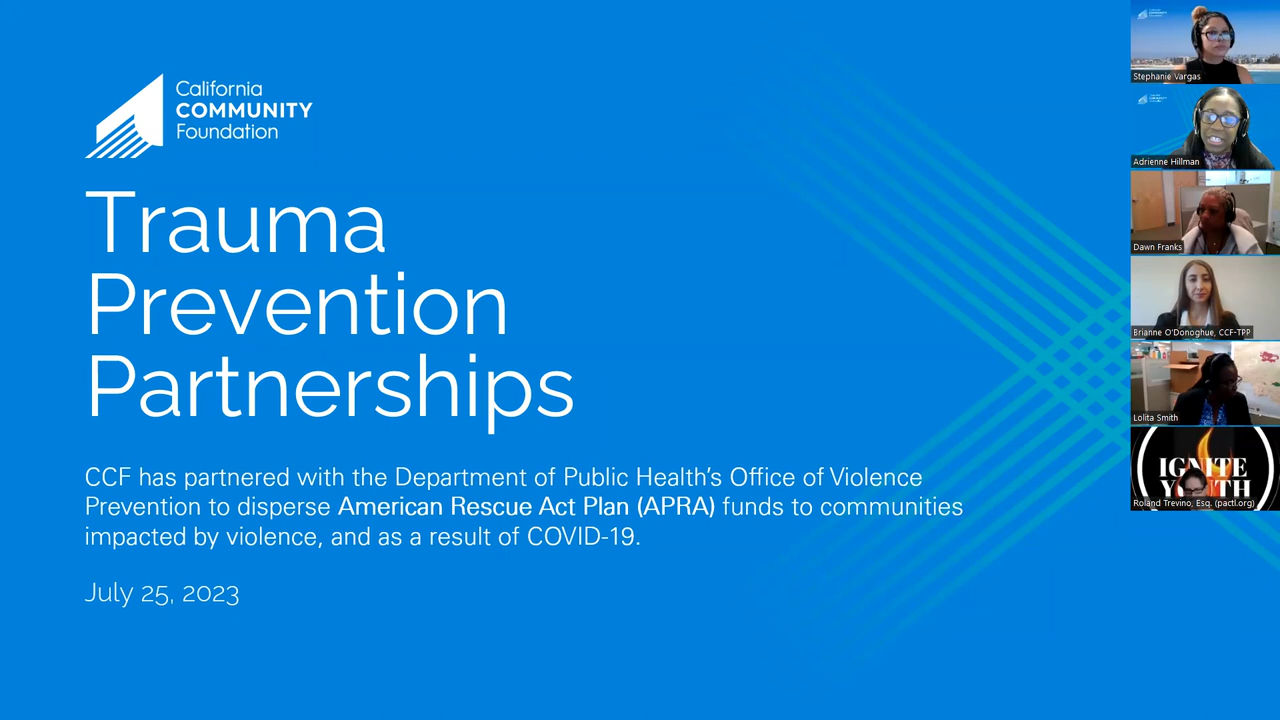 California
COMMUNITY
Foundation
Trauma
Prevention
Partnerships
CCF has partnered with the Department of Public Health's Office of Violence
Prevention to disperse American Rescue Act Plan (APRA) funds to communities
impacted by violence, and as a result of COVID-19.
July 25, 2023
Stephanie Vargas
Adrienne Hillman
Dawn Franks
Brianne O'Donoghue, CCF-TPP
Lolita Smith
IGNITE
Roland Trevino, Esq. (pactl.org)